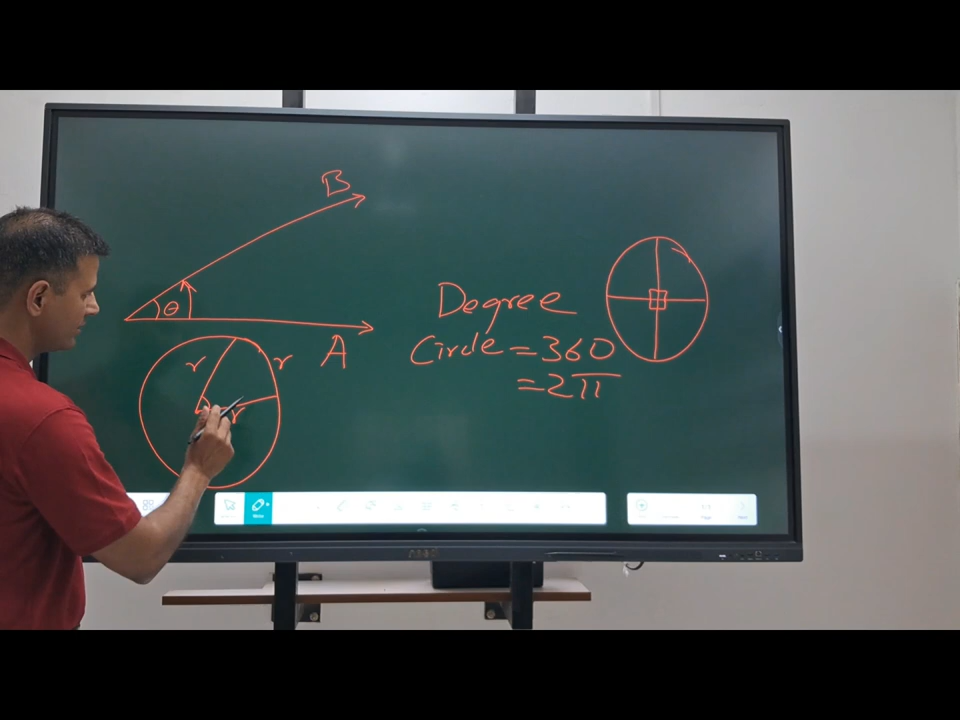 B
θ
A
r
r
r
Degree
Circle = 360
= 2π